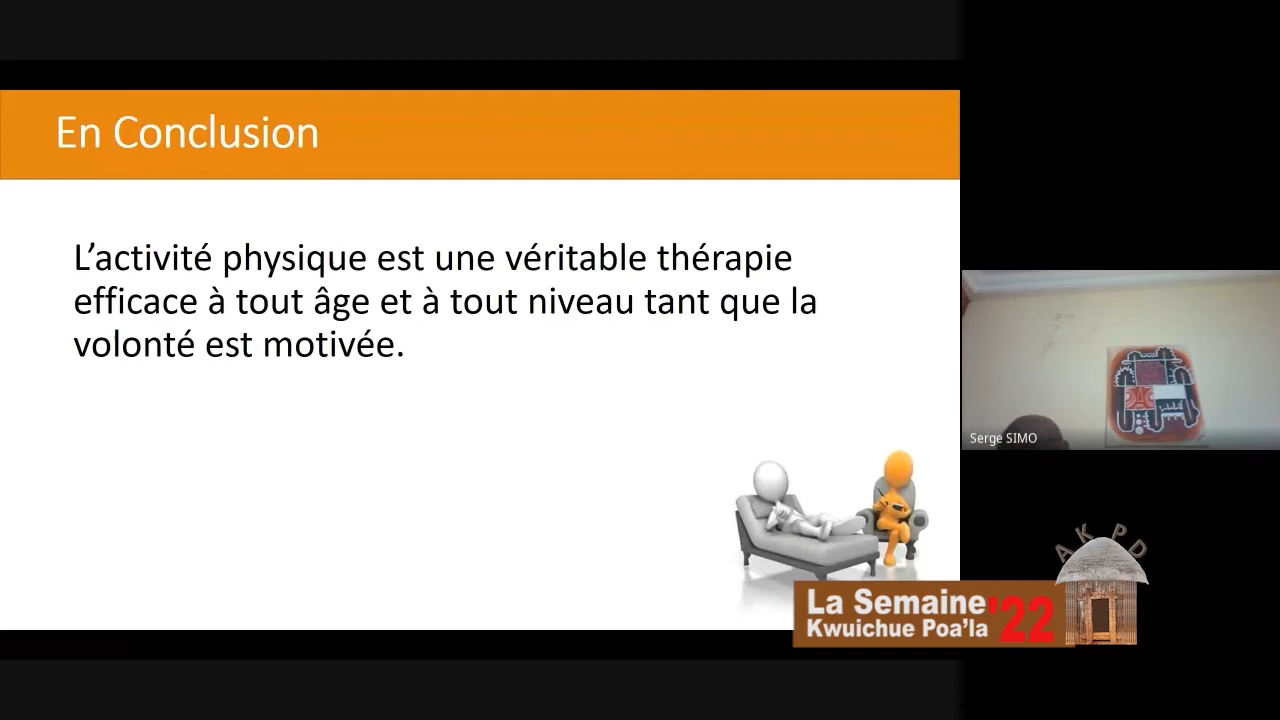 En Conclusion
L’activité physique est une véritable thérapie
efficace à tout âge et à tout niveau tant que la
volonté est motivée.
Serge SIMO
AKPD
La Semaine '22
Kwuichue Poa’la